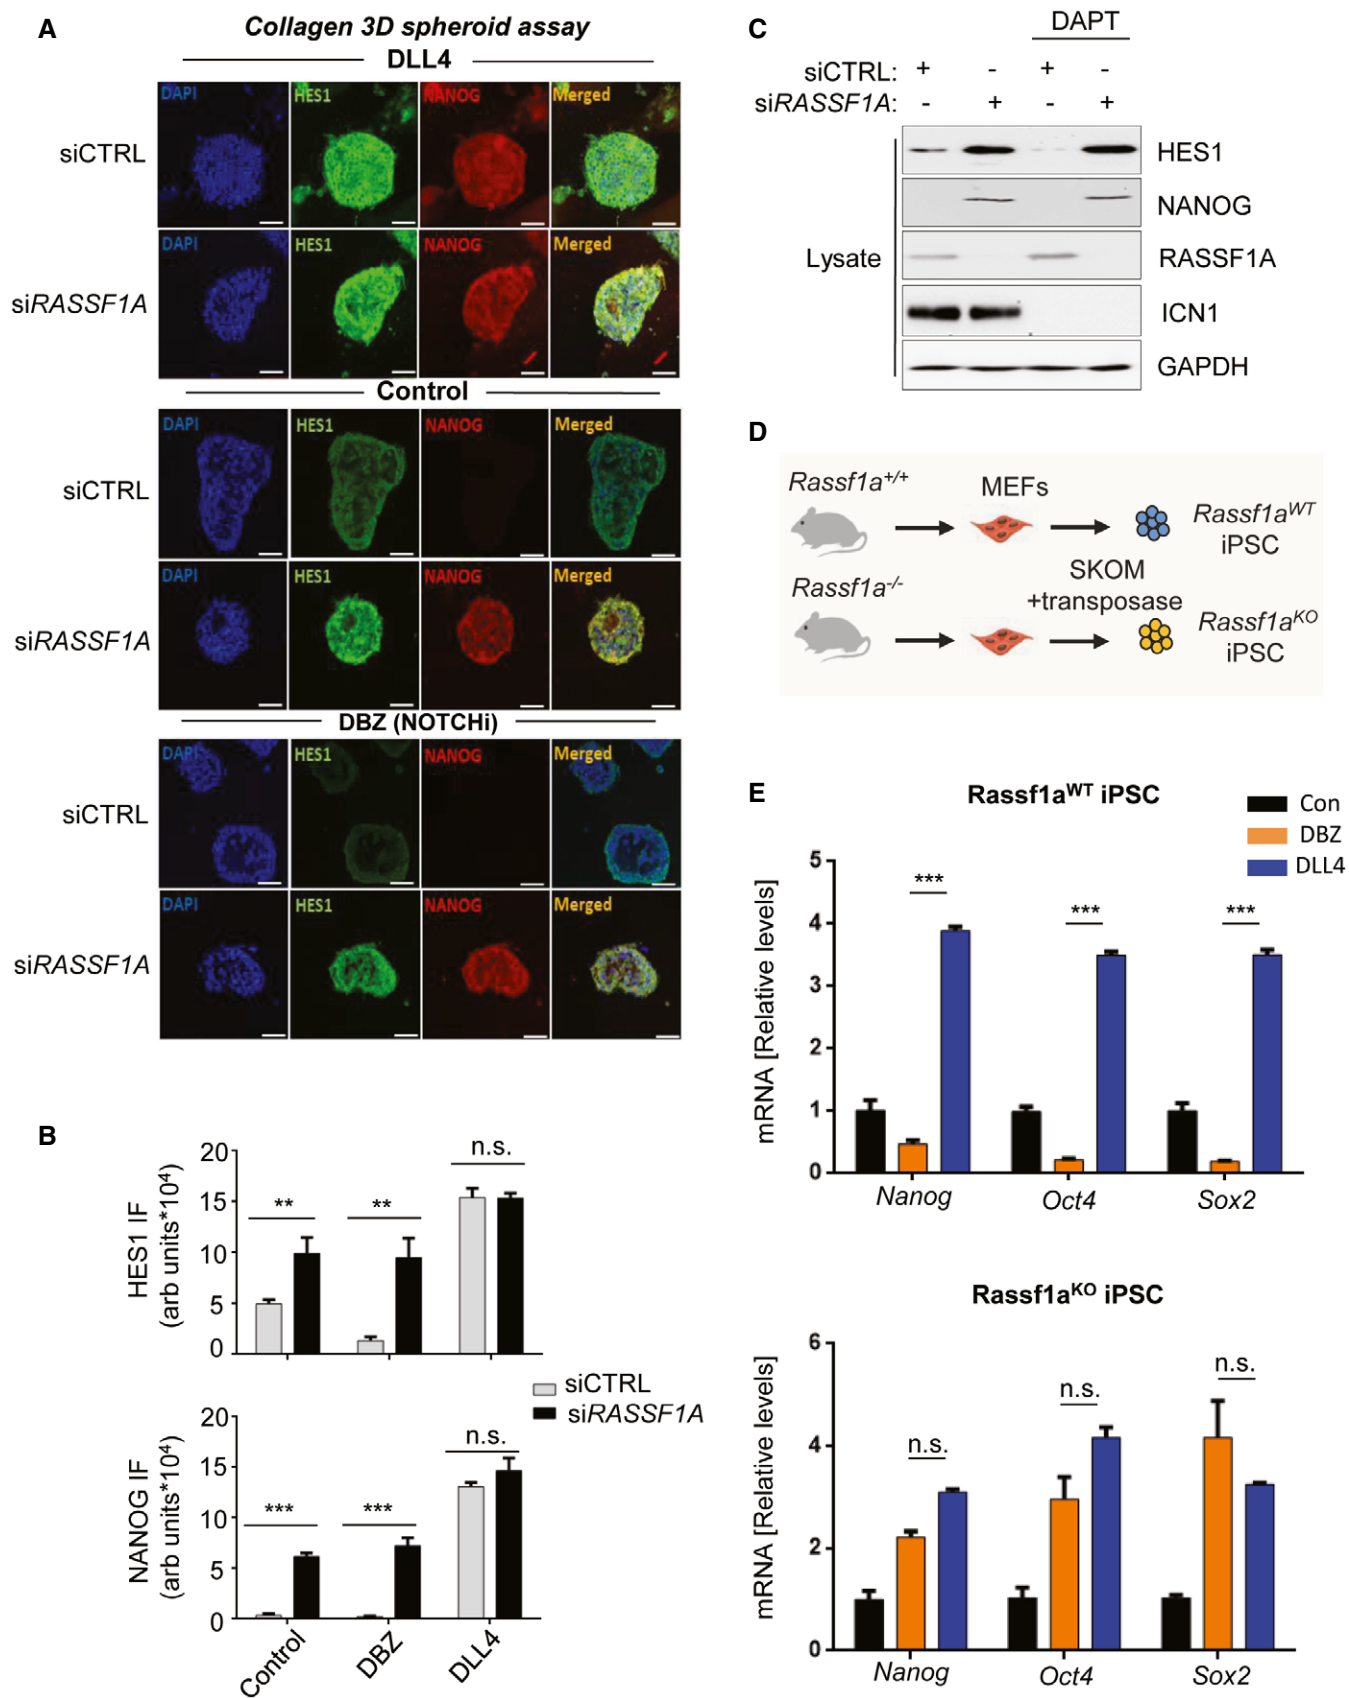 A
Collagen 3D spheroid assay
DLL4
siCTRL
DAPI HES1 NANOG Merged
siRASSF1A
DAPI HES1 NANOG Merged
Control
siCTRL
DAPI HES1 NANOG Merged
siRASSF1A
DAPI HES1 NANOG Merged
DBZ (NOTCHi)
siCTRL
DAPI HES1 NANOG Merged
siRASSF1A
DAPI HES1 NANOG Merged
B
HES1 IF
(arb units*10⁴)
20
15
10
5
0
** ** n.s.
siCTRL
siRASSF1A
NANOG IF
(arb units*10⁴)
20
15
10
5
0
*** *** n.s.
Control DBZ DLL4
C
DAPT
siCTRL: + - + -
siRASSF1A: - + - +
Lysate
HES1
NANOG
RASSF1A
ICN1
GAPDH
D
Rassf1a+/+
MEFs
Rassf1aWT
iPSC
Rassf1a-/-
SKOM
+transposase
Rassf1aKO
iPSC
E
Rassf1aWT iPSC
Con
DBZ
DLL4
mRNA [Relative levels]
5
4
3
2
1
0
*** *** ***
Nanog Oct4 Sox2
Rassf1aKO iPSC
mRNA [Relative levels]
6
4
2
0
n.s. n.s. n.s.
Nanog Oct4 Sox2